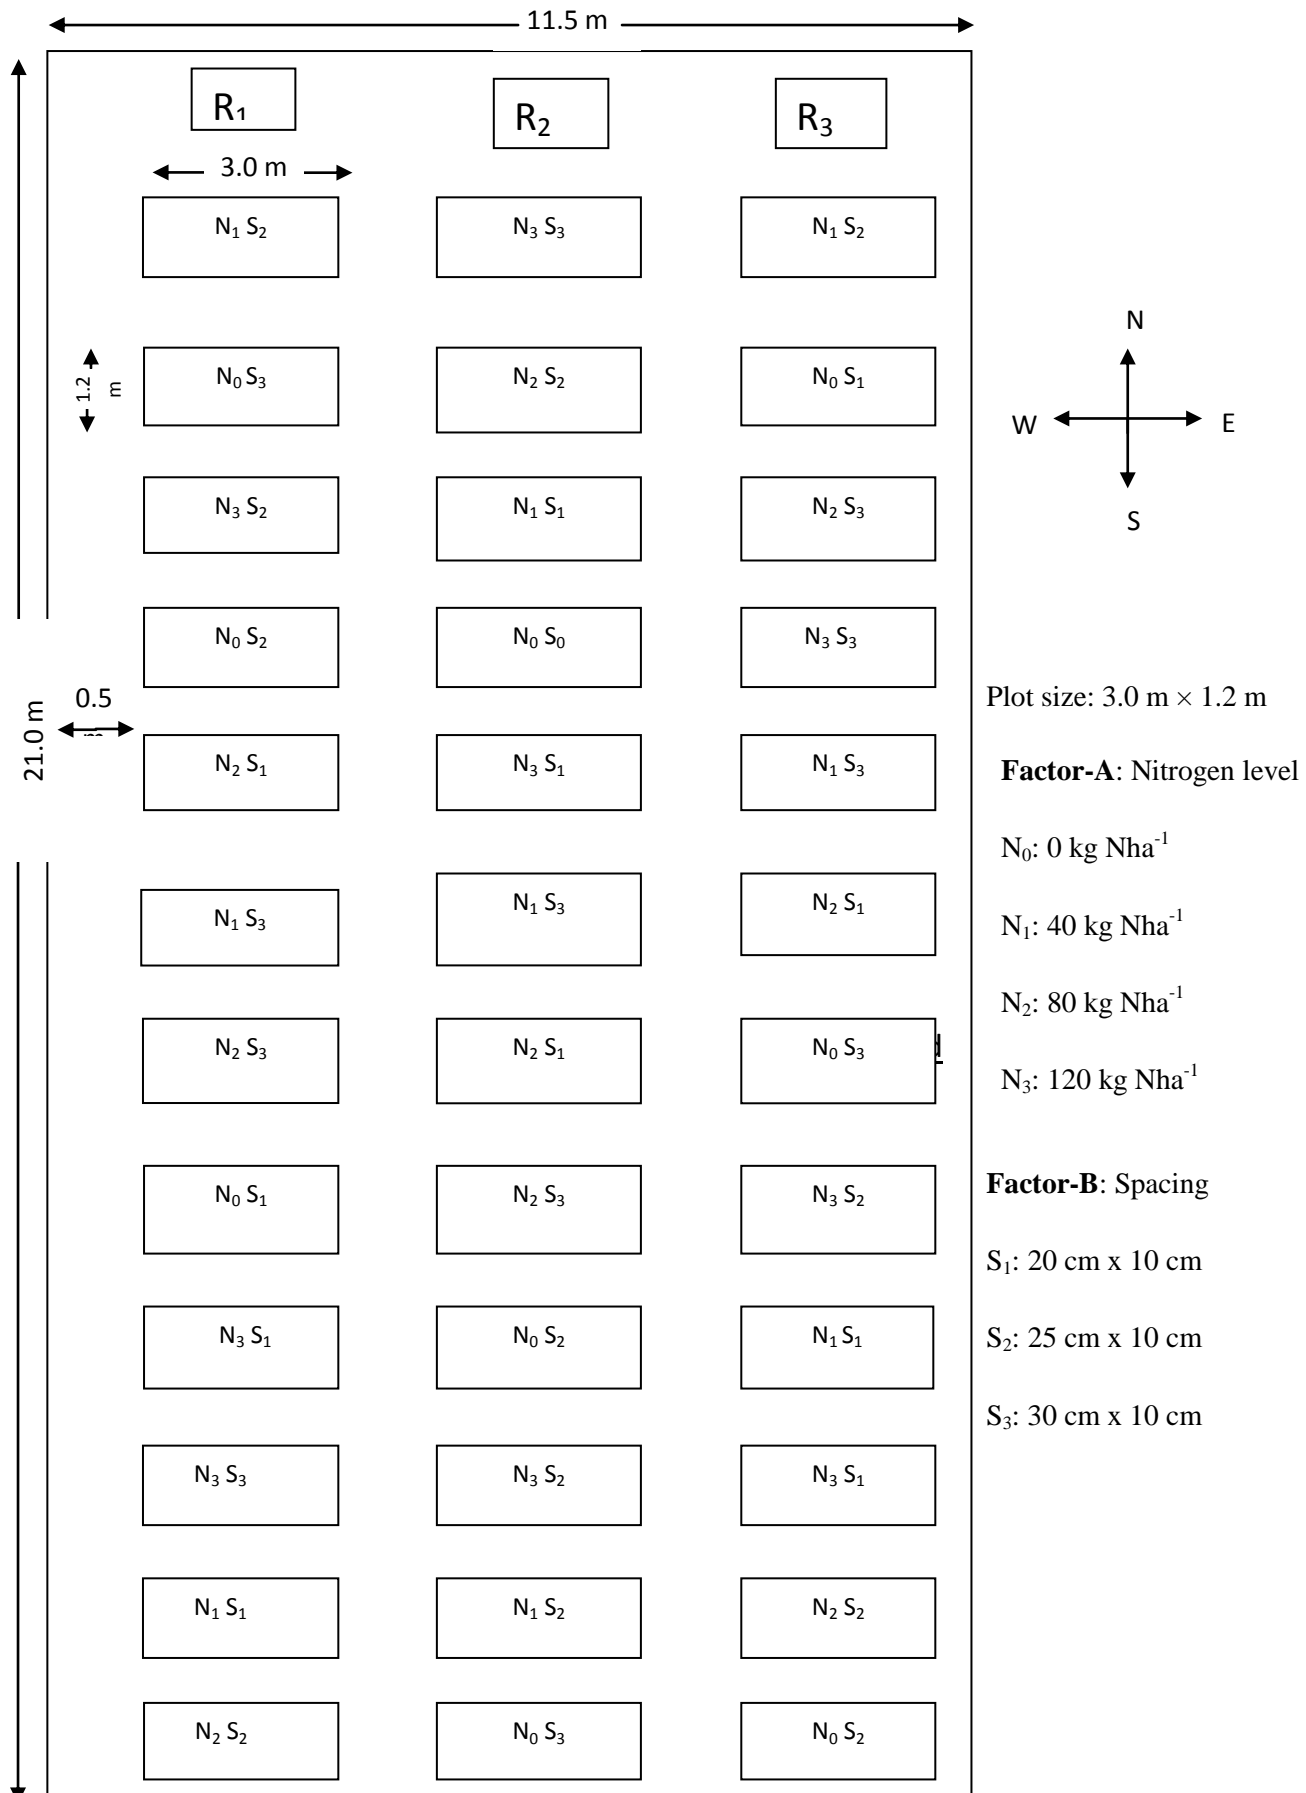 11.5 m
R₁ R₂ R₃
3.0 m
N₁ S₂ N₃ S₃ N₁ S₂
N
1.2 m
N₀ S₃ N₂ S₂ N₀ S₁
W E
N₃ S₂ N₁ S₁ N₂ S₃
S
N₀ S₂ N₀ S₀ N₃ S₃
0.5
Plot size: 3.0 m × 1.2 m
21.0 m
N₂ S₁ N₃ S₁ N₁ S₃
Factor-A: Nitrogen level
N₀: 0 kg Nha⁻¹
N₁ S₃ N₁ S₃ N₂ S₁
N₁: 40 kg Nha⁻¹
N₂: 80 kg Nha⁻¹
N₂ S₃ N₂ S₁ N₀ S₃
N₃: 120 kg Nha⁻¹
N₀ S₁ N₂ S₃ N₃ S₂
Factor-B: Spacing
S₁: 20 cm x 10 cm
N₃ S₁ N₀ S₂ N₁ S₁
S₂: 25 cm x 10 cm
S₃: 30 cm x 10 cm
N₃ S₃ N₃ S₂ N₃ S₁
N₁ S₁ N₁ S₂ N₂ S₂
N₂ S₂ N₀ S₃ N₀ S₂